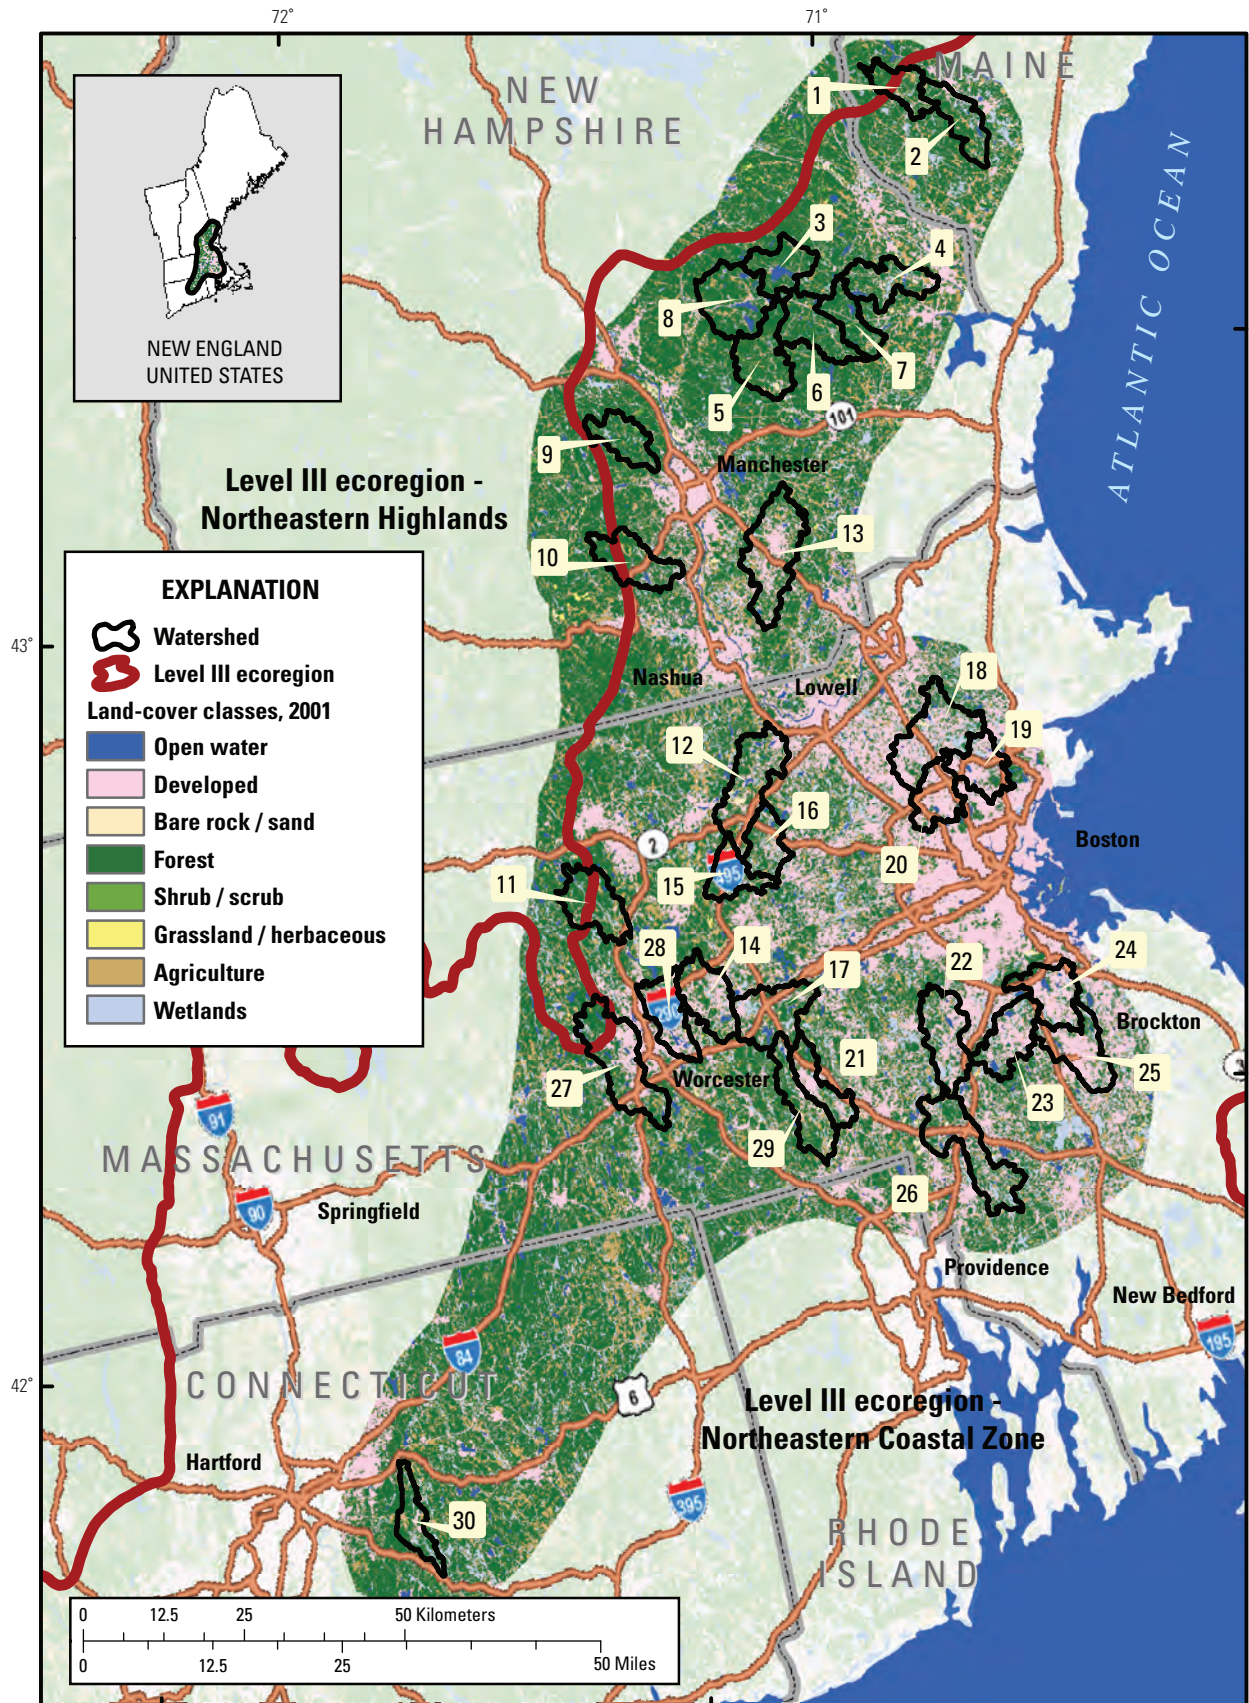 72°
71°
NEW
HAMPSHIRE
MAINE
1
2
ATLANTIC OCEAN
NEW ENGLAND
UNITED STATES
3
4
8
7
6
5
101
9
Manchester
Level III ecoregion -
Northeastern Highlands
13
10
EXPLANATION
Watershed
Level III ecoregion
Land-cover classes, 2001
Open water
Developed
Bare rock / sand
Forest
Shrub / scrub
Grassland / herbaceous
Agriculture
Wetlands
43°
Nashua
Lowell
18
12
19
16
2
Boston
20
15
495
11
28
14
17
22
24
290
Brockton
27
Worcester
21
25
23
29
91
MASSACHUSETTS
90
Springfield
26
Providence
New Bedford
195
84
42°
CONNECTICUT
6
Level III ecoregion -
Northeastern Coastal Zone
Hartford
395
30
RHODE
ISLAND
0 12.5 25 50 Kilometers
0 12.5 25 50 Miles